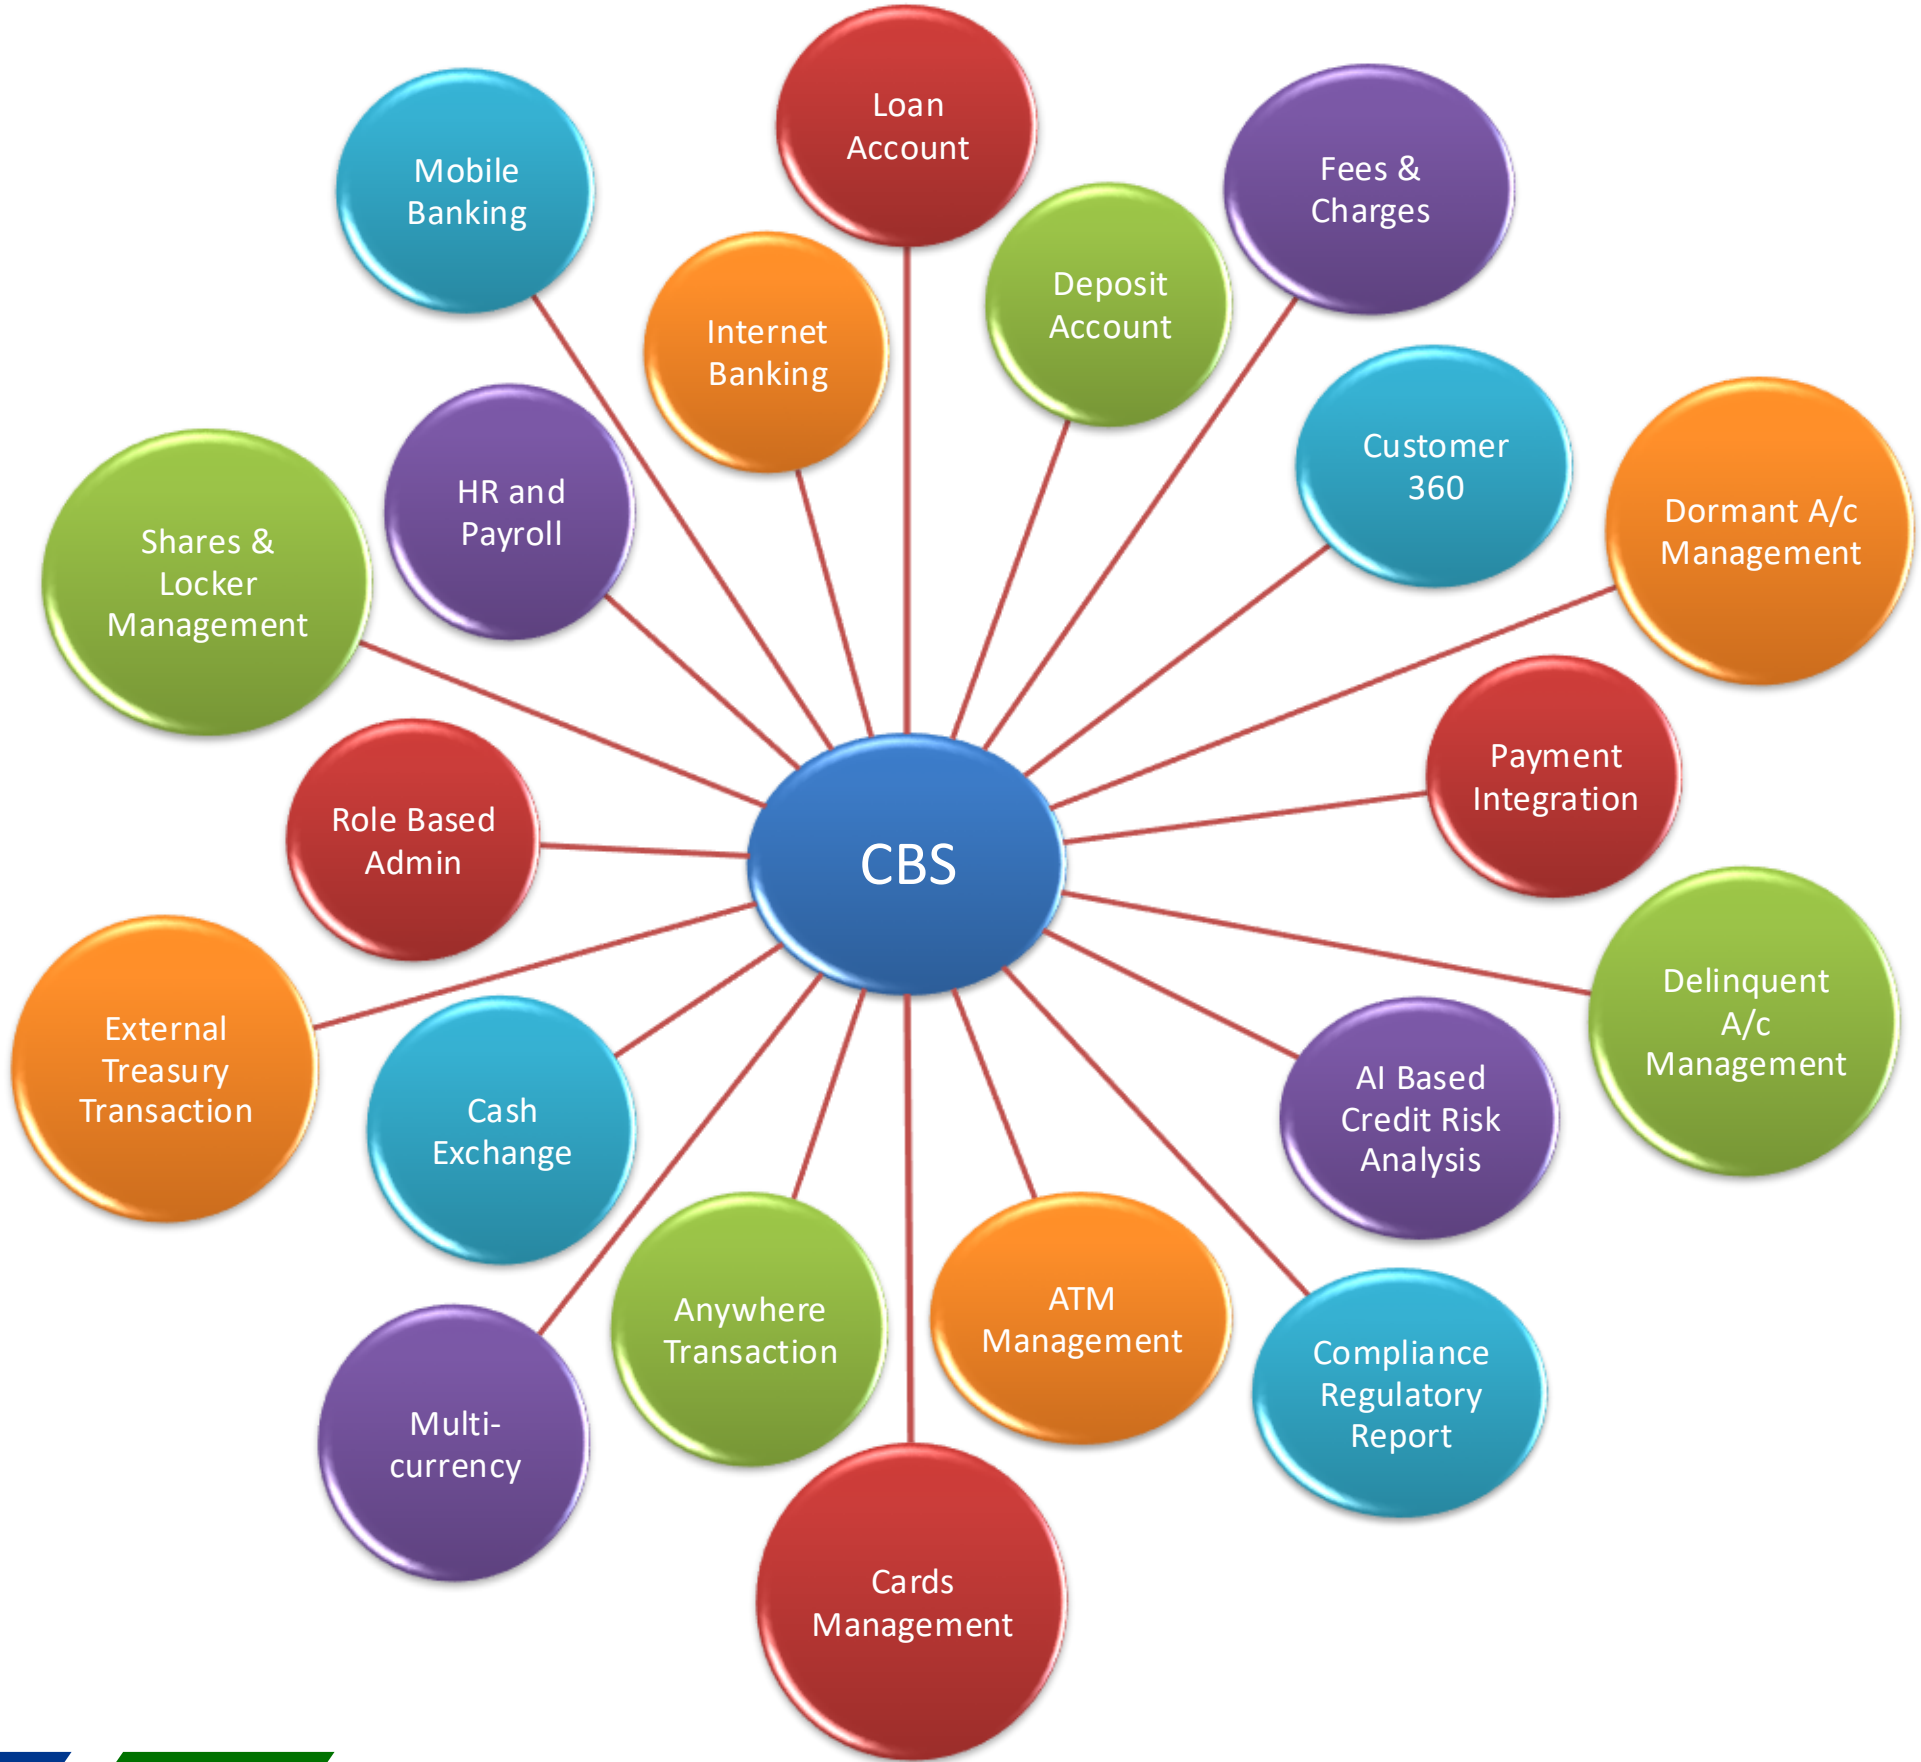 Loan
Account
Mobile
Banking
Fees &
Charges
Deposit
Account
Internet
Banking
Customer
360
HR and
Payroll
Dormant A/c
Management
Shares &
Locker
Management
Payment
Integration
Role Based
Admin
CBS
Delinquent
A/c
Management
External
Treasury
Transaction
AI Based
Credit Risk
Analysis
Cash
Exchange
ATM
Management
Anywhere
Transaction
Compliance
Regulatory
Report
Multi-
currency
Cards
Management